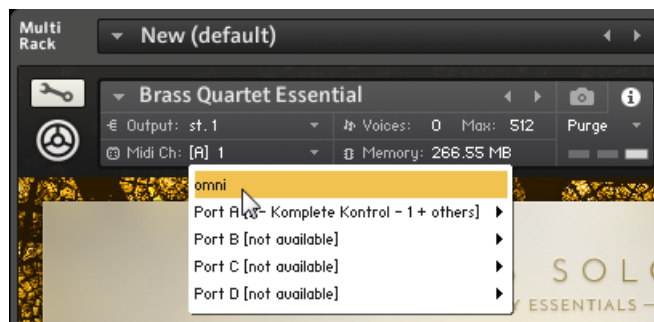 Multi
Rack
New (default)
Brass Quartet Essential
Output: st.1
Voices: 0 Max: 512
Purge
Midi Ch: [A] 1
Memory: 266.55 MB
omni
Port A - Komplete Kontrol - 1 + others]
Port B [not available]
Port C [not available]
Port D [not available]
SOLO
ESSENTIALS –